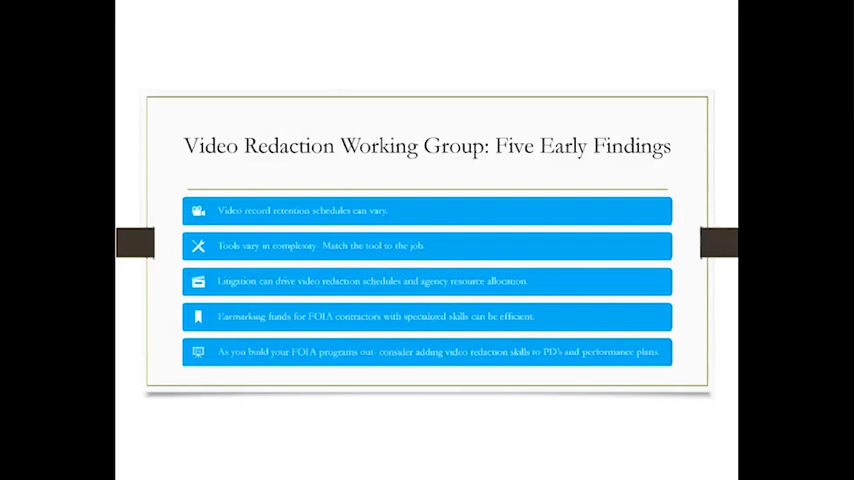 Video Redaction Working Group: Five Early Findings
Video record retention schedules can vary.
Tools vary in complexity- Match the tool to the job.
Litigation can drive video redaction schedules and agency resource allocation.
Earmarking funds for FOIA contractors with specialized skills can be efficient.
As you build your FOIA programs out- consider adding video redaction skills to PD's and performance plans.